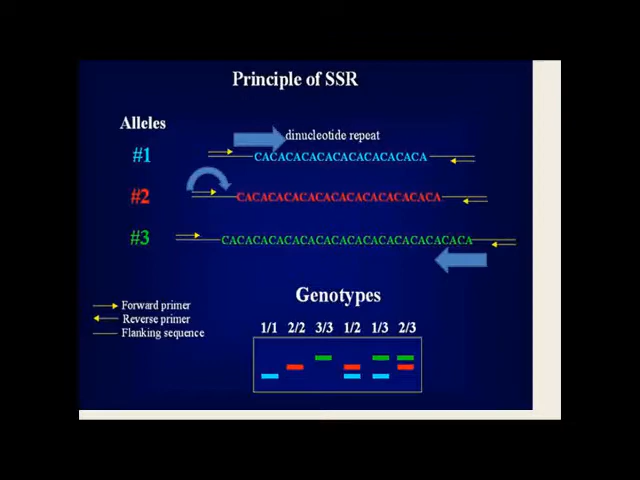 Principle of SSR
Alleles
dinucleotide repeat
#1 CACACACACACACACACACACA
#2 CACACACACACACACACACACACACA
#3 CACACACACACACACACACACACACACACACA
Genotypes
Forward primer
Reverse primer
Flanking sequence
1/1 2/2 3/3 1/2 1/3 2/3